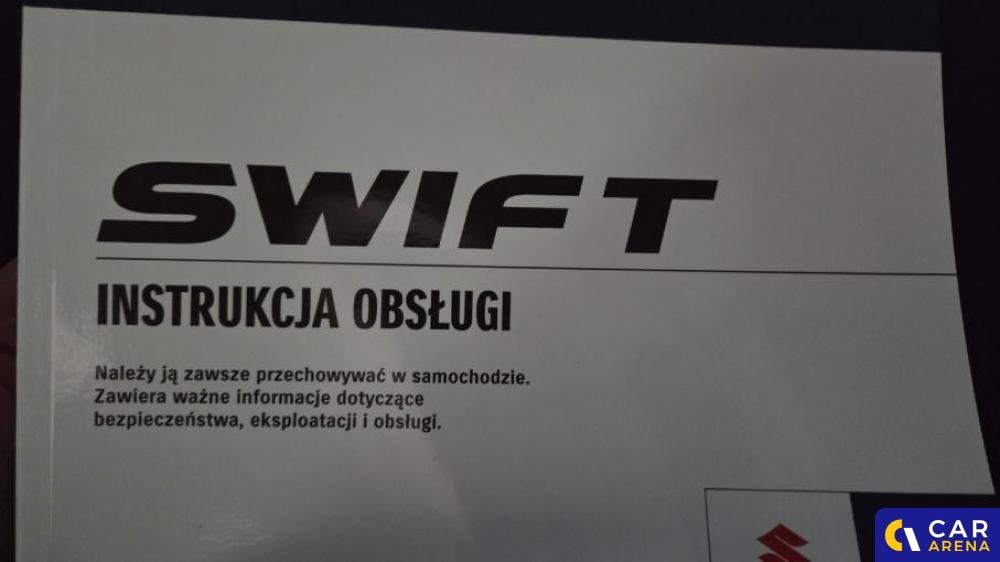 SWIFT
INSTRUKCJA OBSŁUGI
Należy ją zawsze przechowywać w samochodzie.
Zawiera ważne informacje dotyczące
bezpieczeństwa, eksploatacji i obsługi.
CAR
ARENA